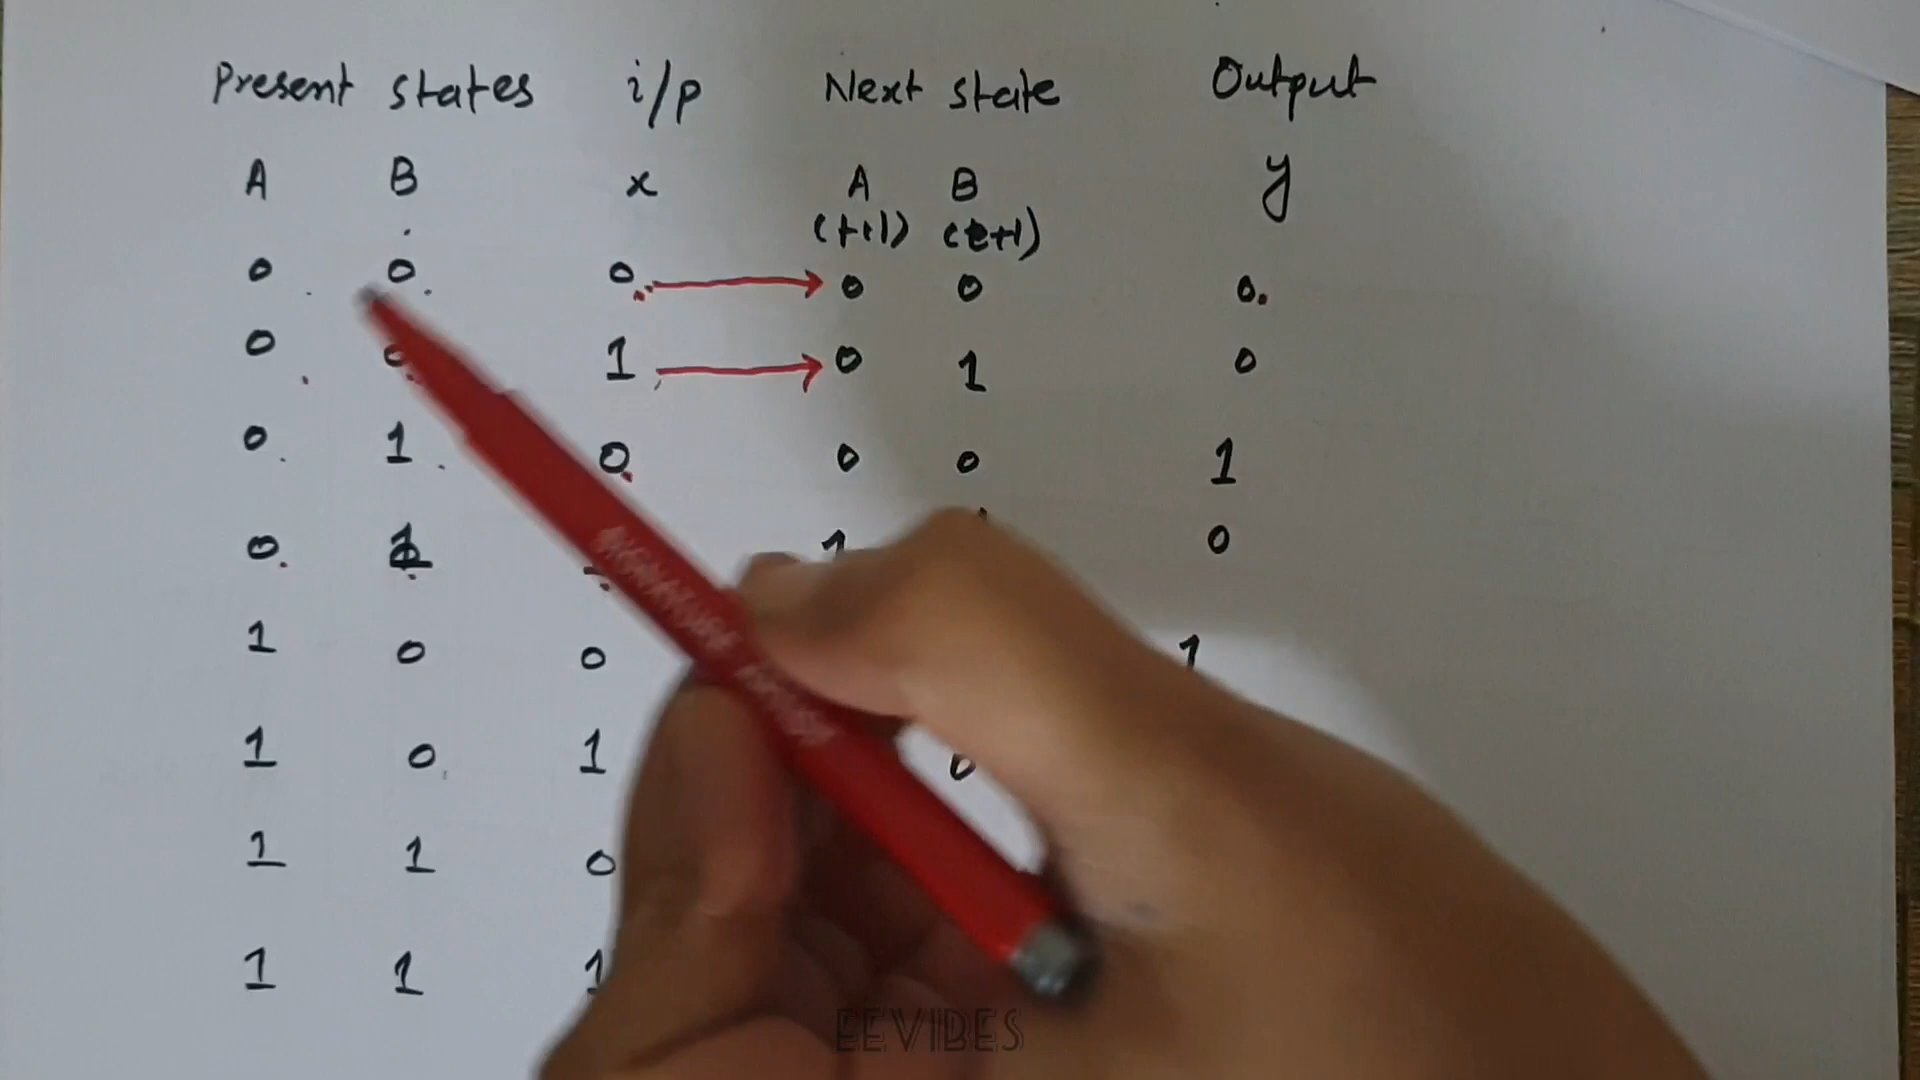 Present states i/p Next state Output
A B x A B y
(t+1) (t+1)
0 0 0 0 0 0
0 0 1 0 1 0
0 1 0 0 0 1
0 1 1 0
1 0 0 1
1 0 1 0
1 1 0
1 1 1
EEVIBES